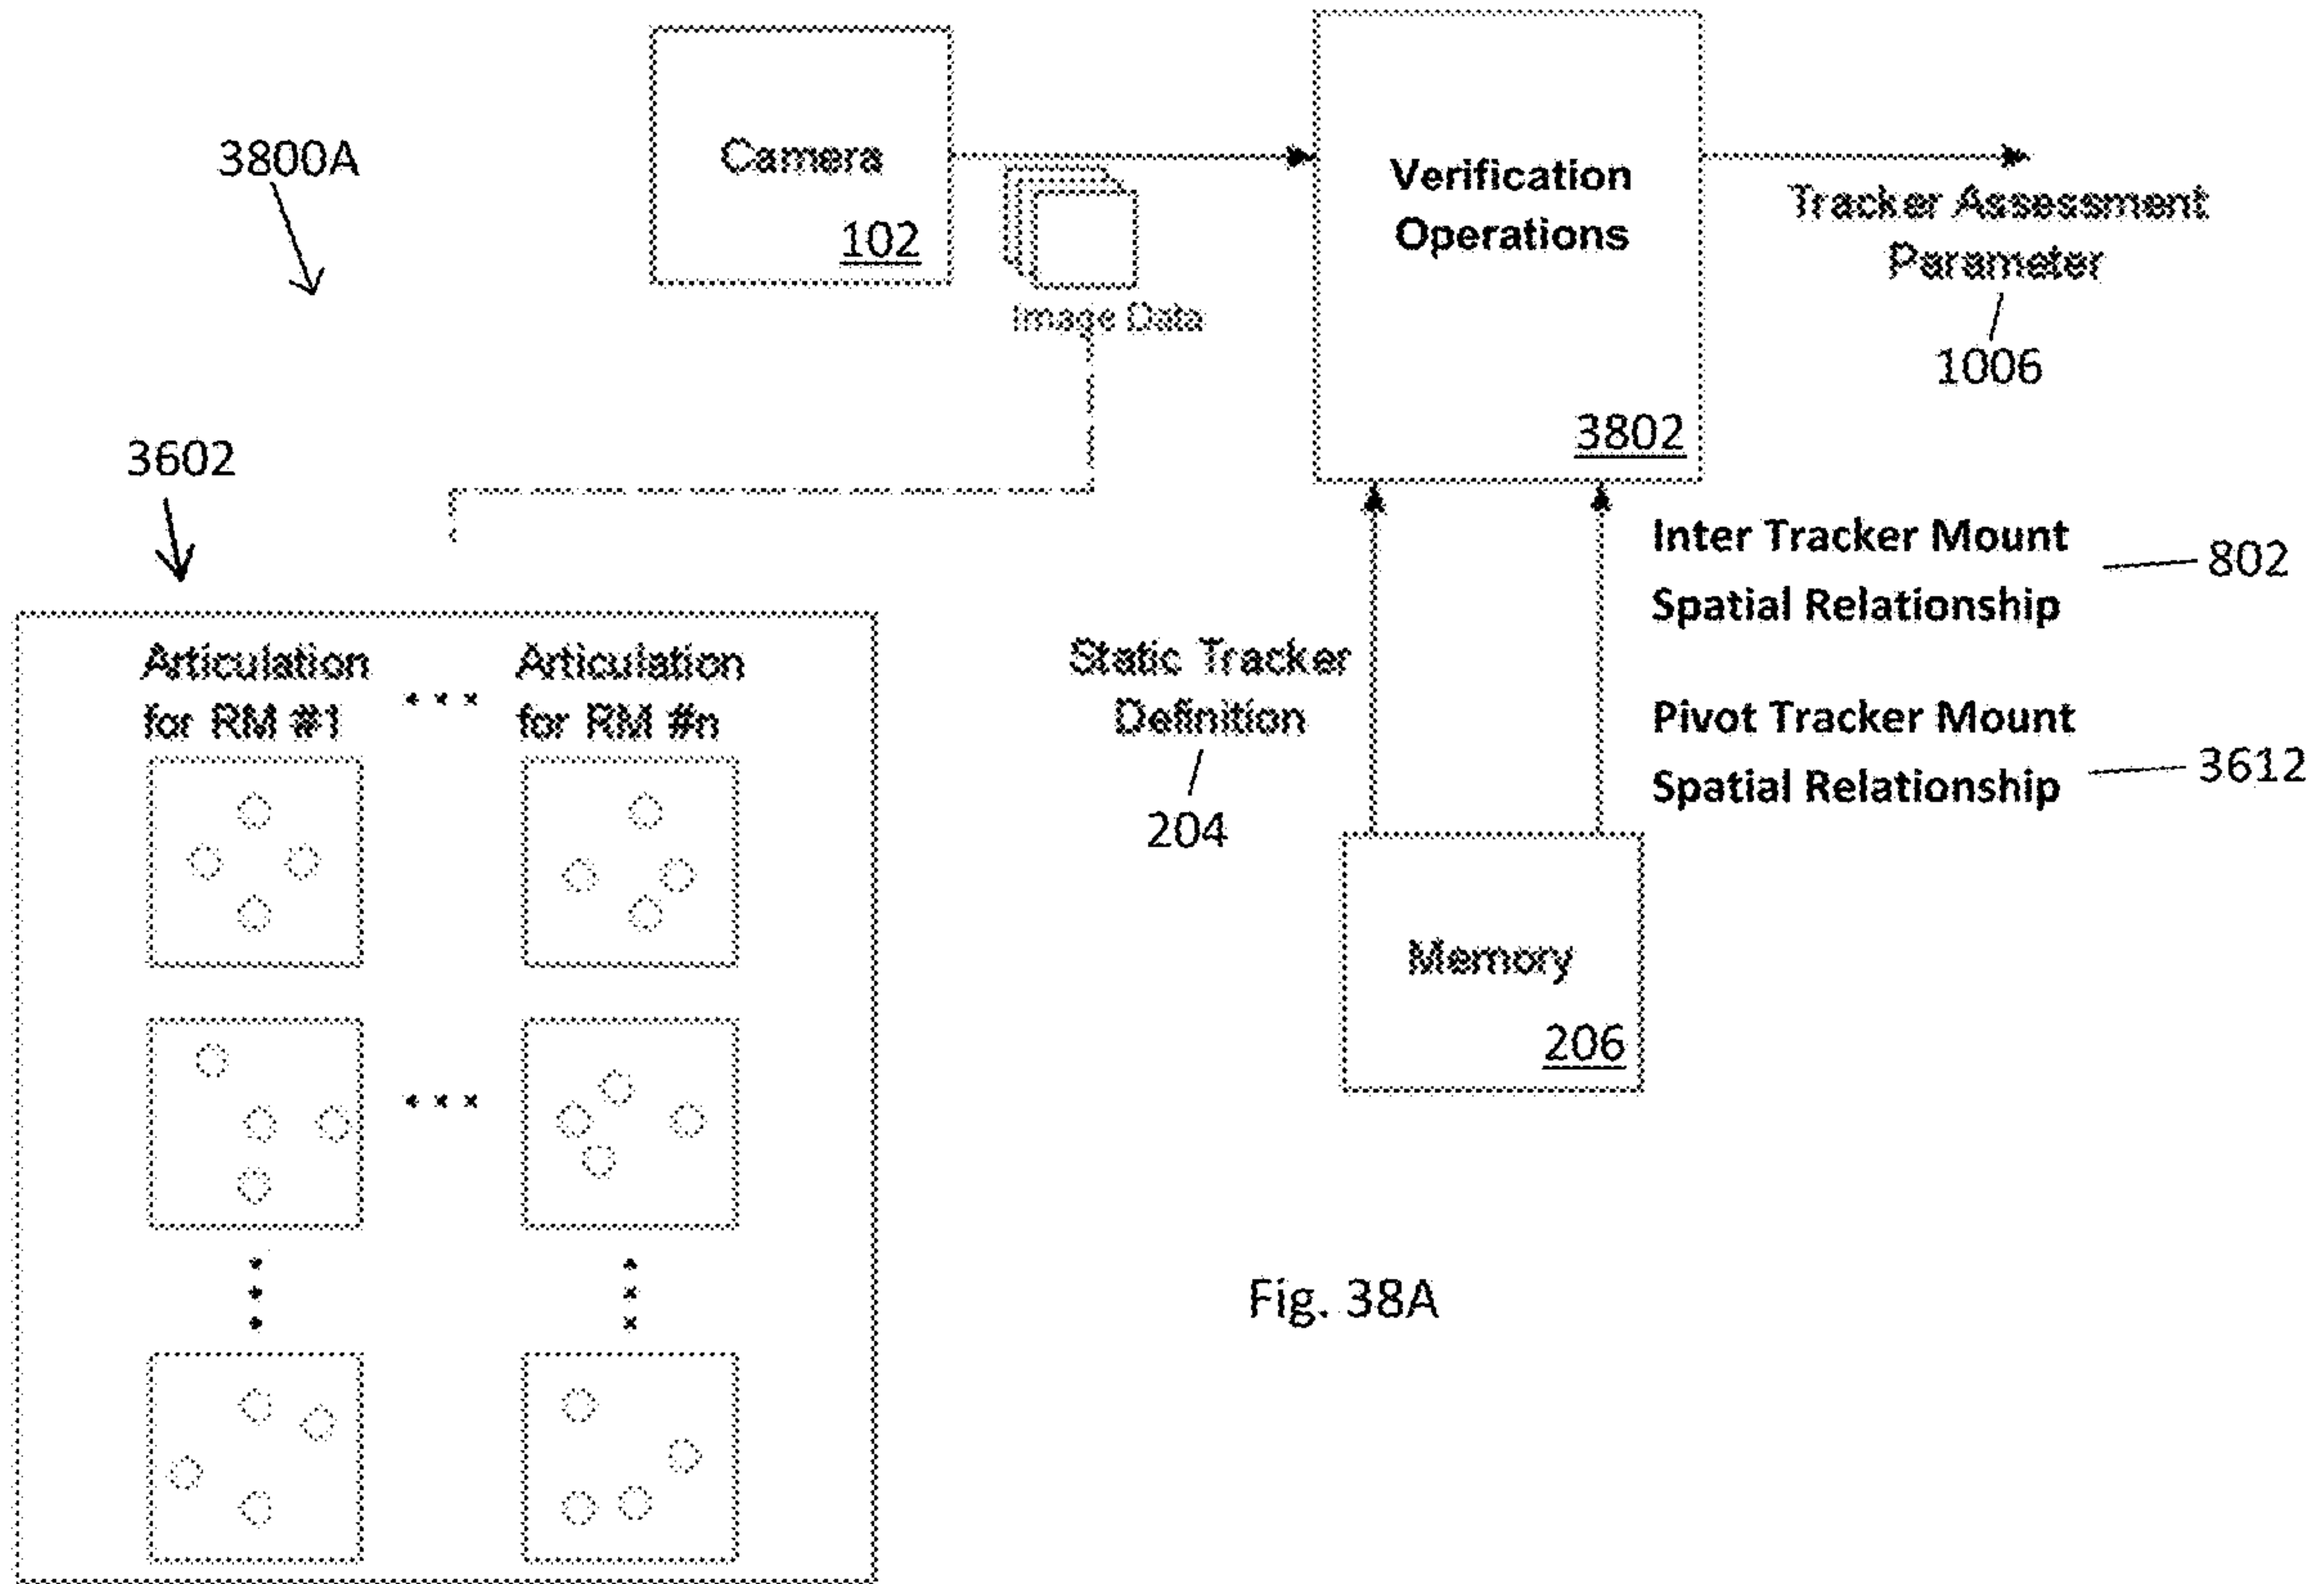 3800A
Camera
102
Image Data
Verification
Operations
3802
Tracker Assessment
Parameter
1006
3602
Inter Tracker Mount
Spatial Relationship
802
Static Tracker
Definition
204
Pivot Tracker Mount
Spatial Relationship
3612
Memory
206
Articulation
for RM #1
Articulation
for RM #n
Fig. 38A